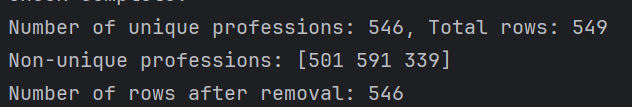 Number of unique professions: 546, Total rows: 549
Non-unique professions: [501 591 339]
Number of rows after removal: 546